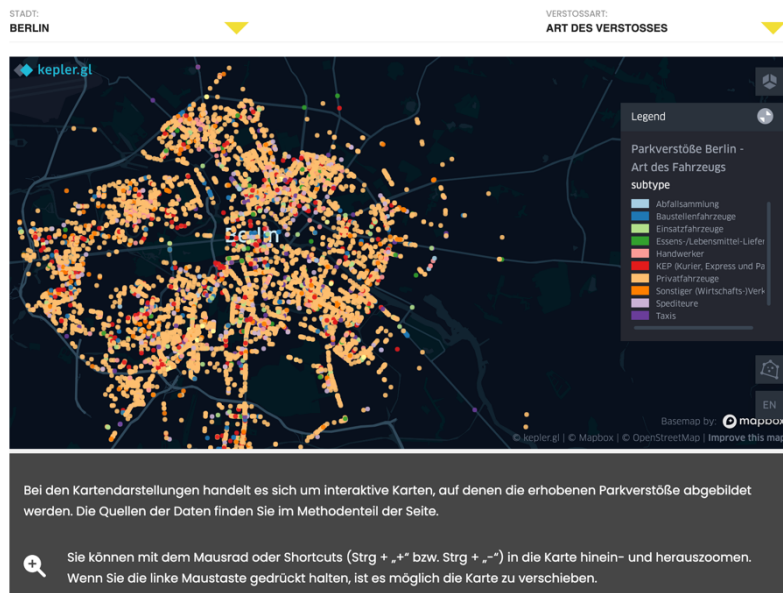 STADT:
BERLIN
VERSTOSSART:
ART DES VERSTOSSES
kepler.gl
Legend
Parkverstöße Berlin -
Art des Fahrzeugs
subtype
Abfallsammlung
Baustellenfahrzeuge
Einsatzfahrzeuge
Essens-/Lebensmittel-Liefer
Handwerker
KEP (Kurier, Express und Pa
Privatfahrzeuge
Sonstiger (Wirtschafts-)Verk
Spediteure
Taxis
Berlin
EN
Basemap by: mapbox
© kepler.gl | © Mapbox | © OpenStreetMap | Improve this map
Bei den Kartendarstellungen handelt es sich um interaktive Karten, auf denen die erhobenen Parkverstöße abgebildet
werden. Die Quellen der Daten finden Sie im Methodenteil der Seite.
Sie können mit dem Mausrad oder Shortcuts (Strg + „+“ bzw. Strg + „-“) in die Karte hinein- und herauszoomen.
Wenn Sie die linke Maustaste gedrückt halten, ist es möglich die Karte zu verschieben.